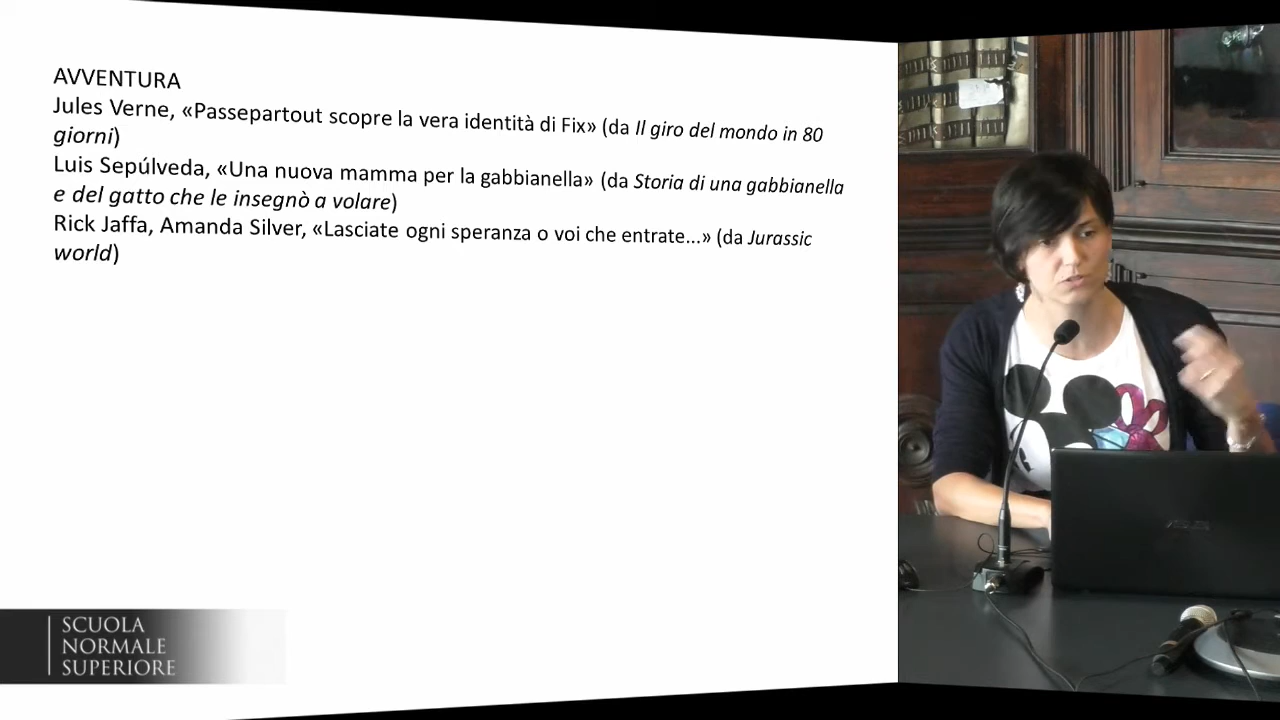 AVVENTURA
Jules Verne, «Passepartout scopre la vera identità di Fix» (da Il giro del mondo in 80
giorni)
Luis Sepúlveda, «Una nuova mamma per la gabbianella» (da Storia di una gabbianella
e del gatto che le insegnò a volare)
Rick Jaffa, Amanda Silver, «Lasciate ogni speranza o voi che entrate...» (da Jurassic
world)
SCUOLA
NORMALE
SUPERIORE
ASUS